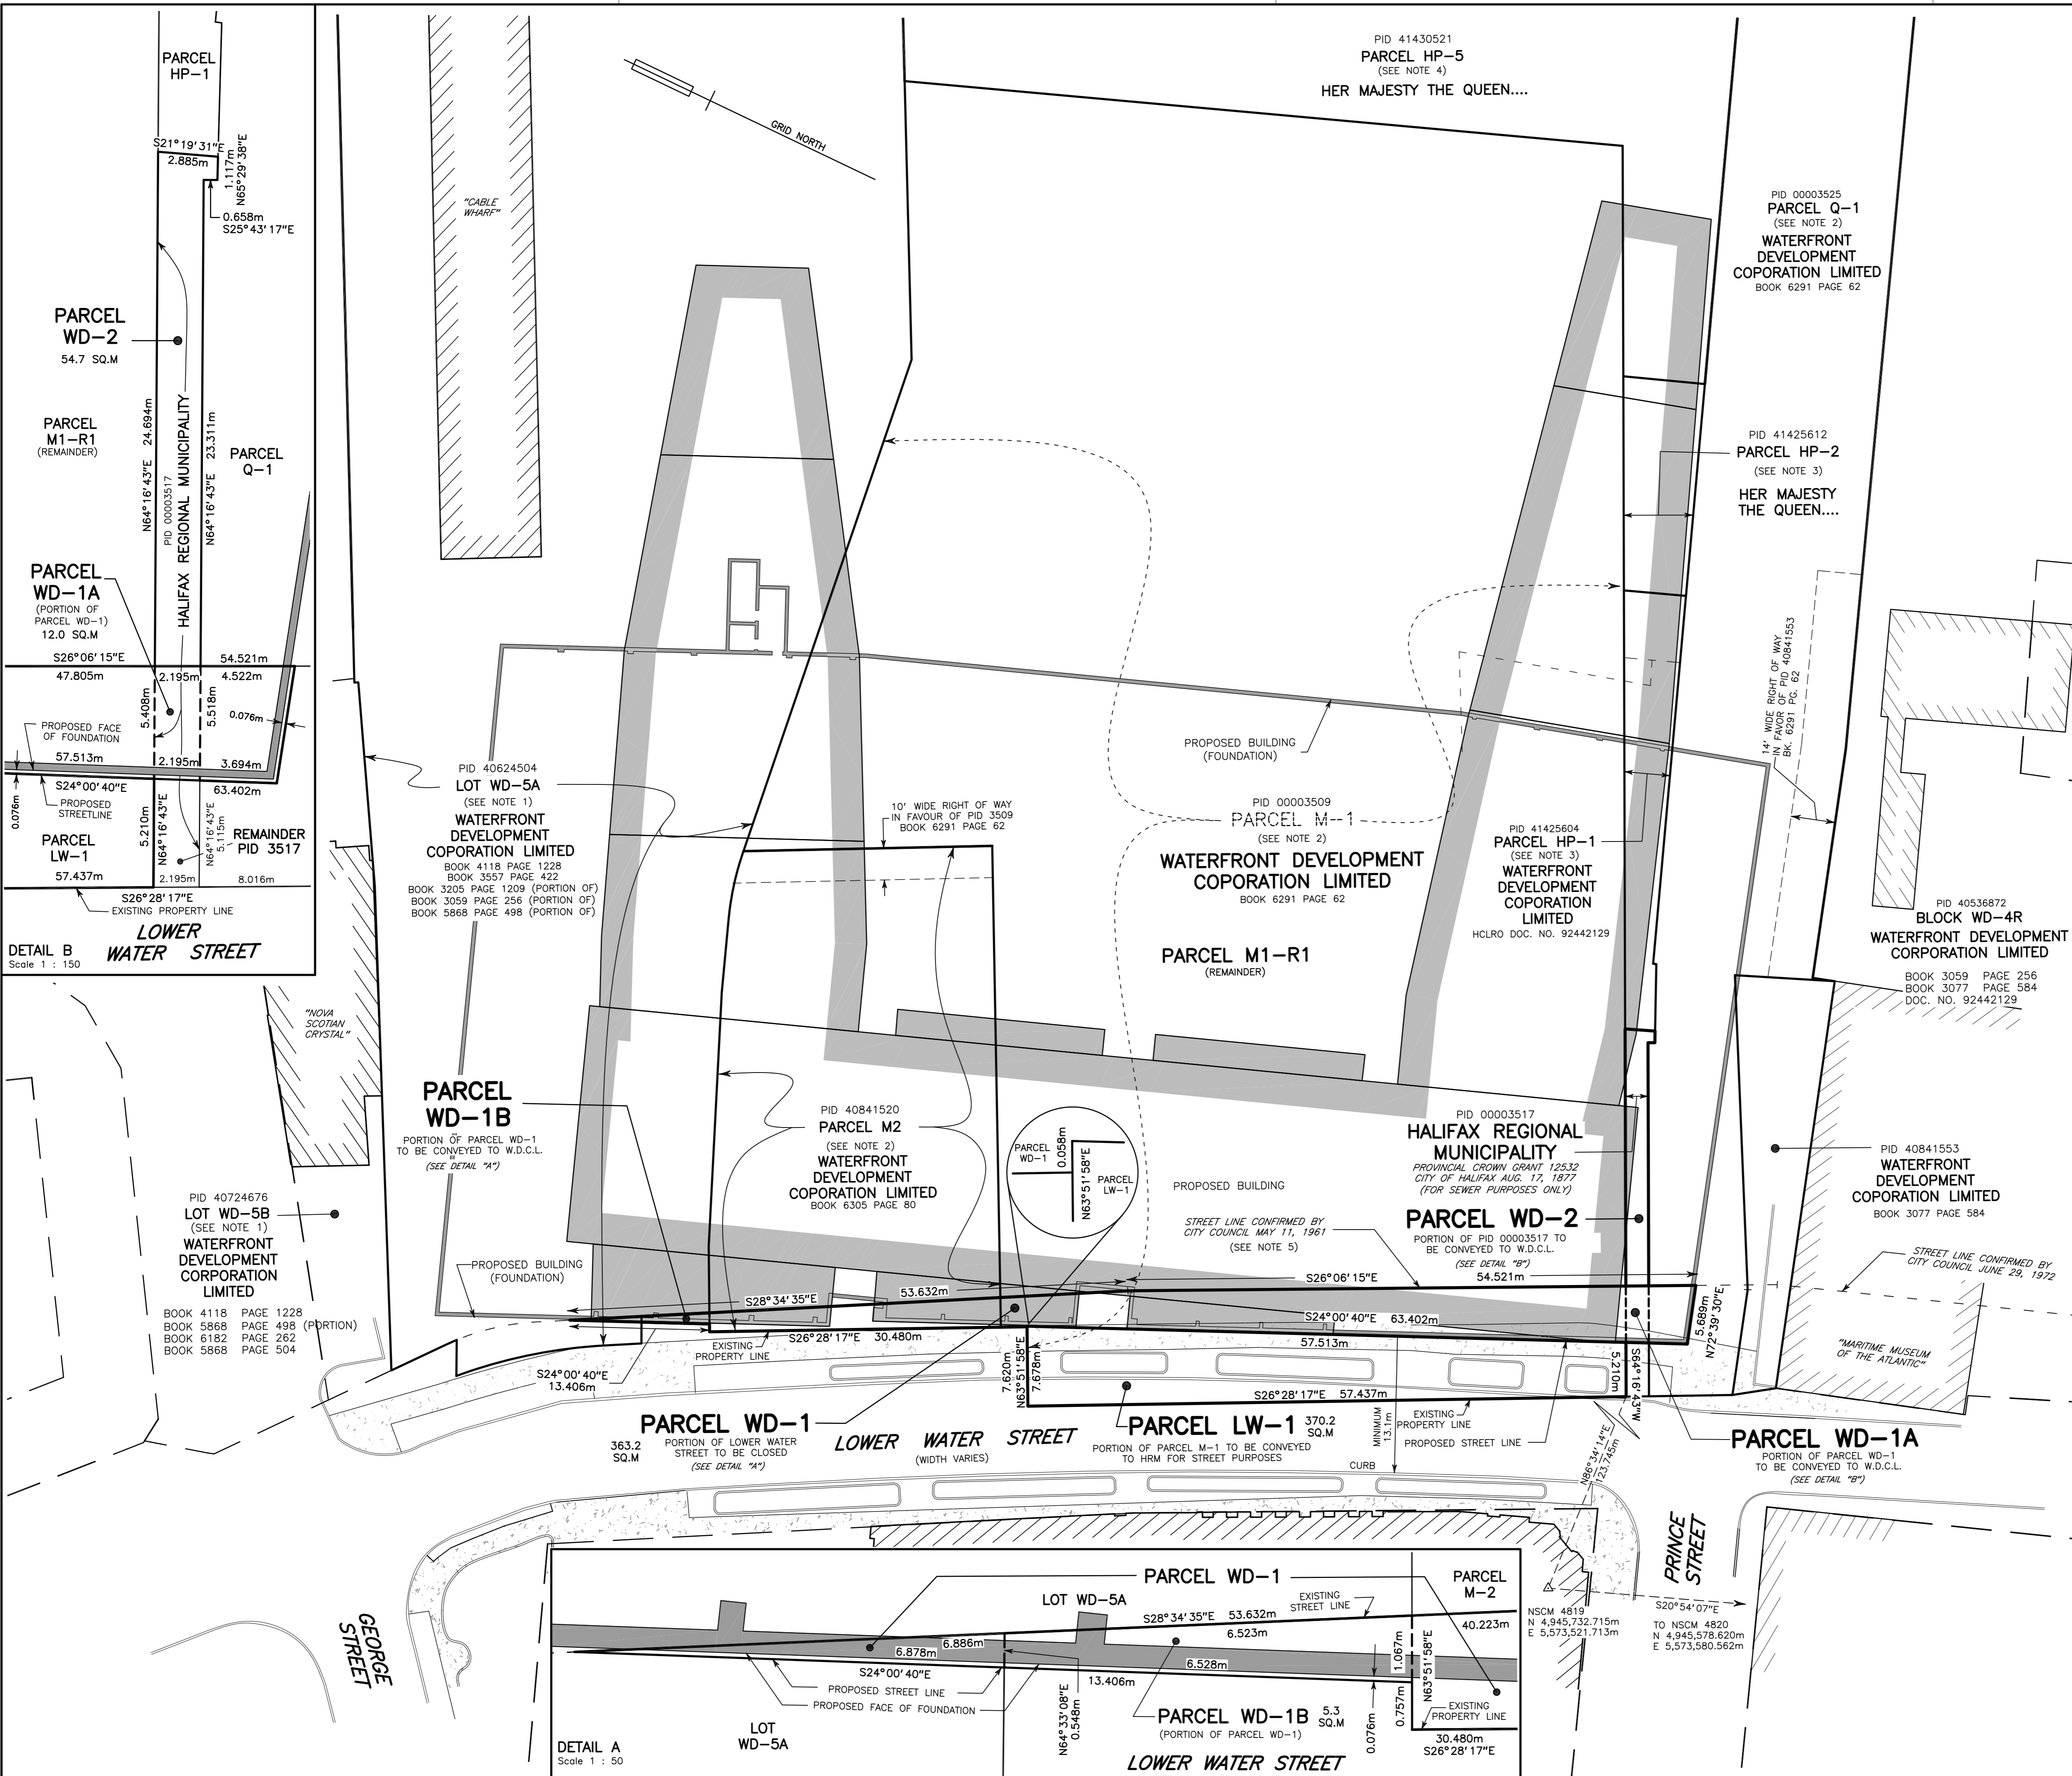 PARCEL
HP-1
S21°19'31"E
2.885m
1.117m
N65°29'38"E
0.658m
S25°43'17"E
PARCEL
WD-2
54.7 SQ.M
PARCEL
M1-R1
(REMAINDER)
N64°16'43"E 24.694m
PID 00003517
HALIFAX REGIONAL MUNICIPALITY
N64°16'43"E 23.311m
PARCEL
Q-1
PARCEL
WD-1A
(PORTION OF
PARCEL WD-1)
12.0 SQ.M
S26°06'15"E
54.521m
47.805m
2.195m
4.522m
5.408m
5.518m
0.076m
PROPOSED FACE
OF FOUNDATION
57.513m
2.195m
3.694m
S24°00'40"E
63.402m
0.076m
PROPOSED
STREETLINE
5.210m
N64°16'43"E
N64°16'43"E
5.115m
REMAINDER
PID 3517
PARCEL
LW-1
57.437m
2.195m
8.016m
S26°28'17"E
EXISTING PROPERTY LINE
LOWER
WATER STREET
DETAIL B
Scale 1 : 150
"CABLE
WHARF"
GRID NORTH
PID 41430521
PARCEL HP-5
(SEE NOTE 4)
HER MAJESTY THE QUEEN....
PID 00003525
PARCEL Q-1
(SEE NOTE 2)
WATERFRONT
DEVELOPMENT
COPORATION LIMITED
BOOK 6291 PAGE 62
PID 41425612
PARCEL HP-2
(SEE NOTE 3)
HER MAJESTY
THE QUEEN....
14' WIDE RIGHT OF WAY
IN FAVOR OF PID 40841553
BK. 6291 PG. 62
PROPOSED BUILDING
(FOUNDATION)
PID 40624504
LOT WD-5A
(SEE NOTE 1)
WATERFRONT
DEVELOPMENT
COPORATION LIMITED
BOOK 4118 PAGE 1228
BOOK 3557 PAGE 422
BOOK 3205 PAGE 1209 (PORTION OF)
BOOK 3059 PAGE 256 (PORTION OF)
BOOK 5868 PAGE 498 (PORTION OF)
10' WIDE RIGHT OF WAY
IN FAVOUR OF PID 3509
BOOK 6291 PAGE 62
PID 00003509
PARCEL M-1
(SEE NOTE 2)
WATERFRONT DEVELOPMENT
COPORATION LIMITED
BOOK 6291 PAGE 62
PARCEL M1-R1
(REMAINDER)
PID 41425604
PARCEL HP-1
(SEE NOTE 3)
WATERFRONT
DEVELOPMENT
COPORATION
LIMITED
HCLRO DOC. NO. 92442129
PID 40536872
BLOCK WD-4R
WATERFRONT DEVELOPMENT
CORPORATION LIMITED
BOOK 3059 PAGE 256
BOOK 3077 PAGE 584
DOC. NO. 92442129
"NOVA
SCOTIAN
CRYSTAL"
PARCEL
WD-1B
PORTION OF PARCEL WD-1
TO BE CONVEYED TO W.D.C.L.
(SEE DETAIL "A")
PID 40841520
PARCEL M2
(SEE NOTE 2)
WATERFRONT
DEVELOPMENT
COPORATION LIMITED
BOOK 6305 PAGE 80
PARCEL
WD-1
0.058m
N63°51'58"E
PARCEL
LW-1
PROPOSED BUILDING
STREET LINE CONFIRMED BY
CITY COUNCIL MAY 11, 1961
(SEE NOTE 5)
PID 00003517
HALIFAX REGIONAL
MUNICIPALITY
PROVINCIAL CROWN GRANT 12532
CITY OF HALIFAX AUG. 17, 1877
(FOR SEWER PURPOSES ONLY)
PARCEL WD-2
PORTION OF PID 00003517 TO
BE CONVEYED TO W.D.C.L.
(SEE DETAIL "B")
PID 40841553
WATERFRONT
DEVELOPMENT
COPORATION LIMITED
BOOK 3077 PAGE 584
STREET LINE CONFIRMED BY
CITY COUNCIL JUNE 29, 1972
PID 40724676
LOT WD-5B
(SEE NOTE 1)
WATERFRONT
DEVELOPMENT
CORPORATION
LIMITED
BOOK 4118 PAGE 1228
BOOK 5868 PAGE 498 (PORTION)
BOOK 6182 PAGE 262
BOOK 5868 PAGE 504
PROPOSED BUILDING
(FOUNDATION)
S28°34'35"E
53.632m
S26°06'15"E
54.521m
S24°00'40"E 63.402m
5.689m
N72°39'30"E
S26°28'17"E 30.480m
EXISTING
PROPERTY LINE
57.513m
S24°00'40"E
13.406m
7.620m
N63°51'58"E
7.678m
5.210m
S64°16'43"W
S26°28'17" 57.437m
"MARITIME MUSEUM
OF THE ATLANTIC"
PARCEL WD-1
363.2
SQ.M
PORTION OF LOWER WATER
STREET TO BE CLOSED
(SEE DETAIL "A")
LOWER WATER STREET
(WIDTH VARIES)
PARCEL LW-1
370.2
SQ.M
PORTION OF PARCEL M-1 TO BE CONVEYED
TO HRM FOR STREET PURPOSES
MINIMUM
13.1m
EXISTING
PROPERTY LINE
PROPOSED STREET LINE
CURB
N86°34'14"E
123.745m
PARCEL WD-1A
PORTION OF PARCEL WD-1
TO BE CONVEYED TO W.D.C.L.
(SEE DETAIL "B")
PRINCE
STREET
GEORGE
STREET
NSCM 4819
N 4,945,732.715m
E 5,573,521.713m
S20°54'07"E
TO NSCM 4820
N 4,945,578.620m
E 5,573,580.562m
PARCEL WD-1
PARCEL
M-2
LOT WD-5A
EXISTING
STREET LINE
S28°34'35"E 53.632m
6.523m
40.223m
6.886m
6.878m
6.528m
1.067m
N63°51'58"E
S24°00'40"E
13.406m
PROPOSED STREET LINE
PROPOSED FACE OF FOUNDATION
N64°33'08"E
0.548m
PARCEL WD-1B
5.3
SQ.M
(PORTION OF PARCEL WD-1)
0.076m
0.757m
EXISTING
PROPERTY LINE
30.480m
S26°28'17"E
LOT
WD-5A
LOWER WATER STREET
DETAIL A
Scale 1 : 50